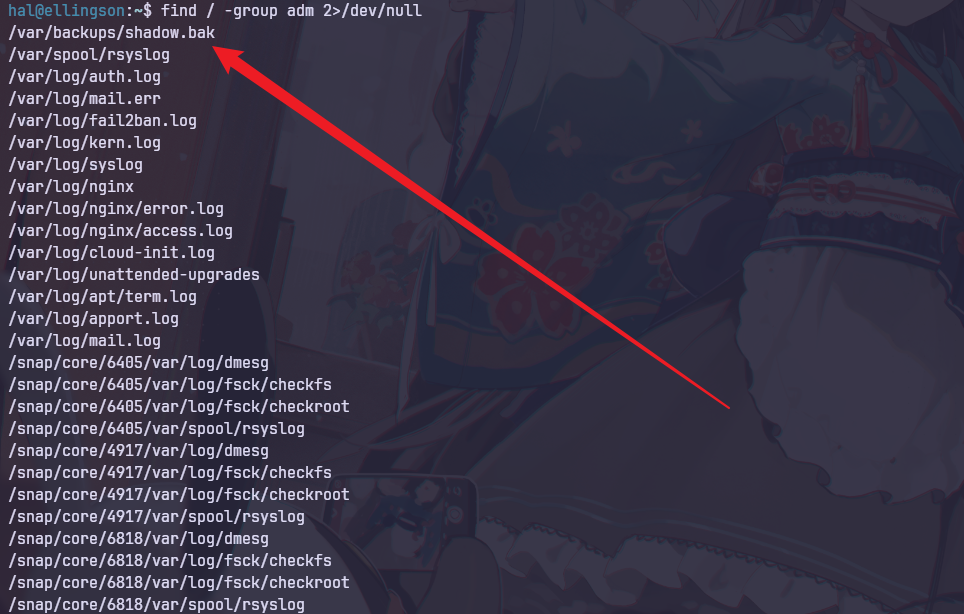 hal@ellingson:~$ find / -group adm 2>/dev/null
/var/backups/shadow.bak
/var/spool/rsyslog
/var/log/auth.log
/var/log/mail.err
/var/log/fail2ban.log
/var/log/kern.log
/var/log/syslog
/var/log/nginx
/var/log/nginx/error.log
/var/log/nginx/access.log
/var/log/cloud-init.log
/var/log/unattended-upgrades
/var/log/apt/term.log
/var/log/apport.log
/var/log/mail.log
/snap/core/6405/var/log/dmesg
/snap/core/6405/var/log/fsck/checkfs
/snap/core/6405/var/log/fsck/checkroot
/snap/core/6405/var/spool/rsyslog
/snap/core/4917/var/log/dmesg
/snap/core/4917/var/log/fsck/checkfs
/snap/core/4917/var/log/fsck/checkroot
/snap/core/4917/var/spool/rsyslog
/snap/core/6818/var/log/dmesg
/snap/core/6818/var/log/fsck/checkfs
/snap/core/6818/var/log/fsck/checkroot
/snap/core/6818/var/spool/rsyslog